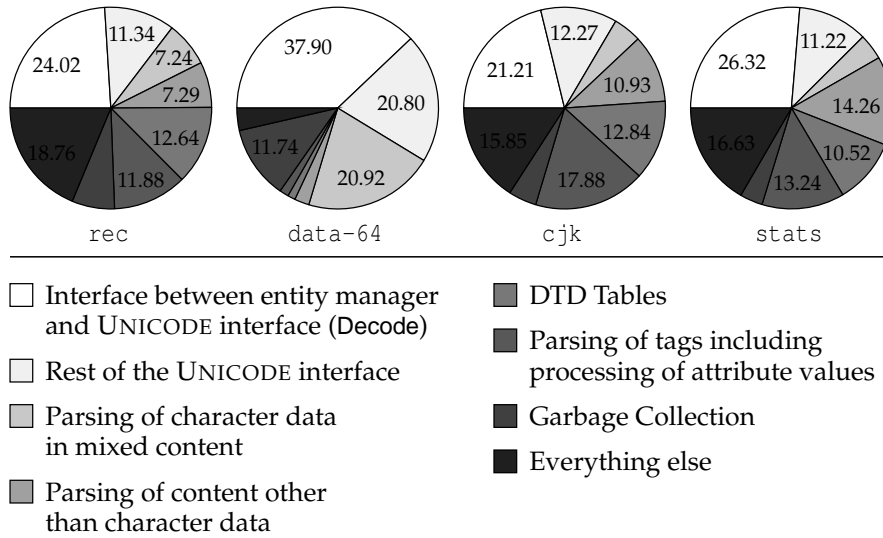 24.02 11.34 7.24 7.29 12.64 11.88 18.76
37.90 20.80 20.92 11.74
21.21 12.27 10.93 12.84 17.88 15.85
26.32 11.22 14.26 10.52 13.24 16.63
rec data-64 cjk stats
Interface between entity manager
and UNICODE interface (Decode)
Rest of the UNICODE interface
Parsing of character data
in mixed content
Parsing of content other
than character data
DTD Tables
Parsing of tags including
processing of attribute values
Garbage Collection
Everything else